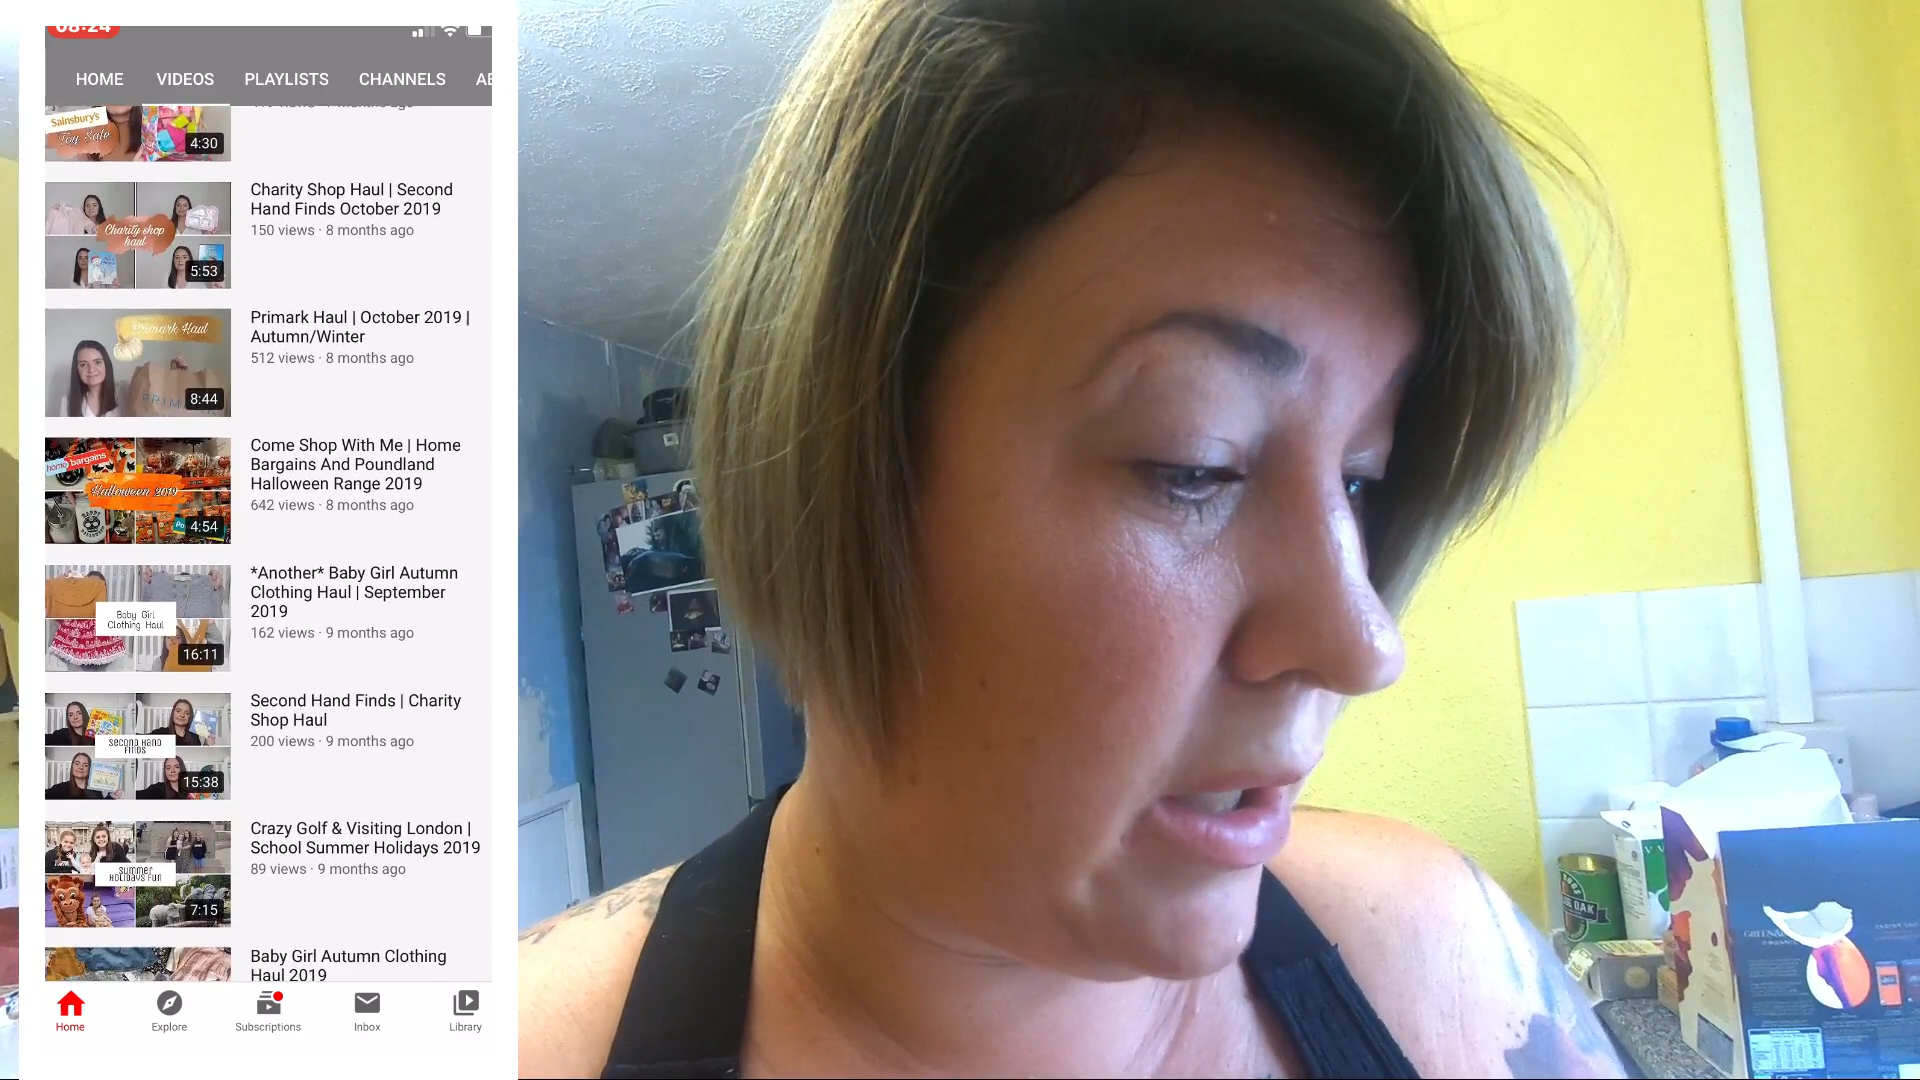 08:24
HOME VIDEOS PLAYLISTS CHANNELS
Sainsbury's
Toy Sale
4:30
Charity Shop Haul | Second
Hand Finds October 2019
150 views · 8 months ago
Charity shop
haul
5:53
Primark Haul | October 2019 |
Autumn/Winter
512 views · 8 months ago
Primark Haul
8:44
Come Shop With Me | Home
Bargains And Poundland
Halloween Range 2019
642 views · 8 months ago
home bargains
Halloween 2019
4:54
*Another* Baby Girl Autumn
Clothing Haul | September
2019
162 views · 9 months ago
Baby Girl
Clothing Haul
16:11
Second Hand Finds | Charity
Shop Haul
200 views · 9 months ago
SECOND HAND
FINDS
15:38
Crazy Golf & Visiting London |
School Summer Holidays 2019
89 views · 9 months ago
SUMMER
HOLIDAYS FUN
7:15
Baby Girl Autumn Clothing
Haul 2019
Home
Explore
Subscriptions
Inbox
Library